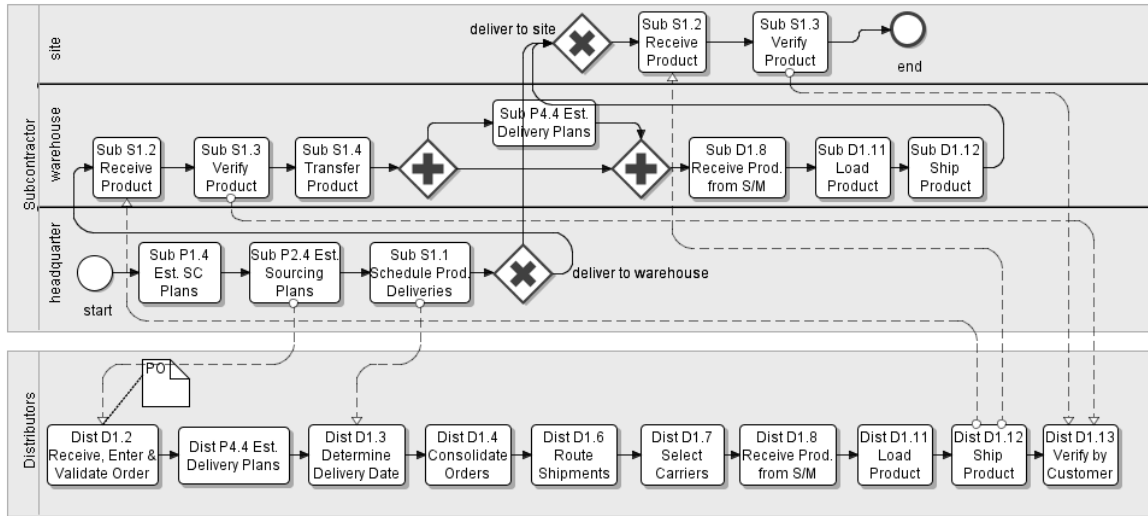 Subcontractor
site
deliver to site
Sub S1.2
Receive
Product
Sub S1.3
Verify
Product
end
warehouse
Sub S1.2
Receive
Product
Sub S1.3
Verify
Product
Sub S1.4
Transfer
Product
Sub P4.4 Est.
Delivery Plans
Sub D1.8
Receive Prod.
from S/M
Sub D1.11
Load
Product
Sub D1.12
Ship
Product
headquarter
start
Sub P1.4
Est. SC
Plans
Sub P2.4 Est.
Sourcing
Plans
Sub S1.1
Schedule Prod.
Deliveries
deliver to warehouse
Distributors
PO
Dist D1.2
Receive, Enter &
Validate Order
Dist P4.4 Est.
Delivery Plans
Dist D1.3
Determine
Delivery Date
Dist D1.4
Consolidate
Orders
Dist D1.6
Route
Shipments
Dist D1.7
Select
Carriers
Dist D1.8
Receive Prod.
from S/M
Dist D1.11
Load
Product
Dist D1.12
Ship
Product
Dist D1.13
Verify by
Customer